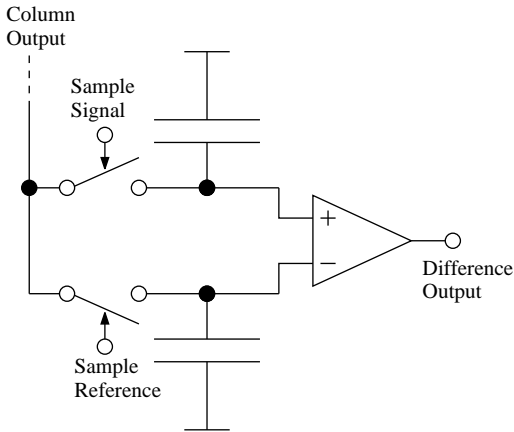 Column
Output
Sample
Signal
+
−
Difference
Output
Sample
Reference